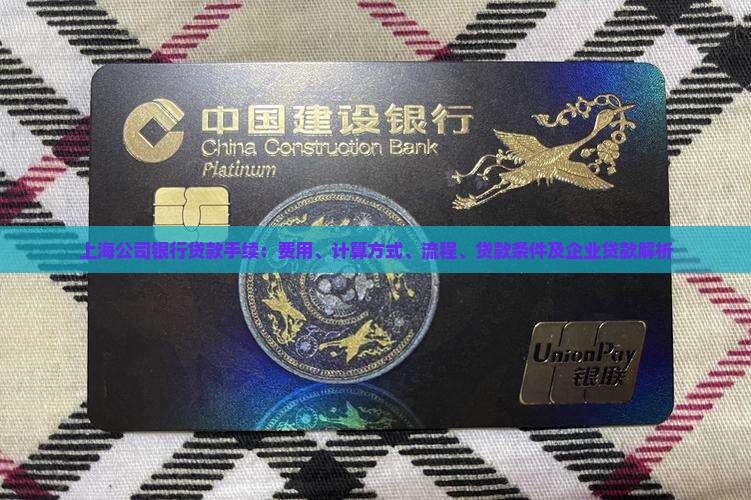 中国建设银行
China Construction Bank
Platinum
上海公司银行贷款手续：费用、计算方式、流程、贷款条件及企业贷款解析
UnionPay
银联